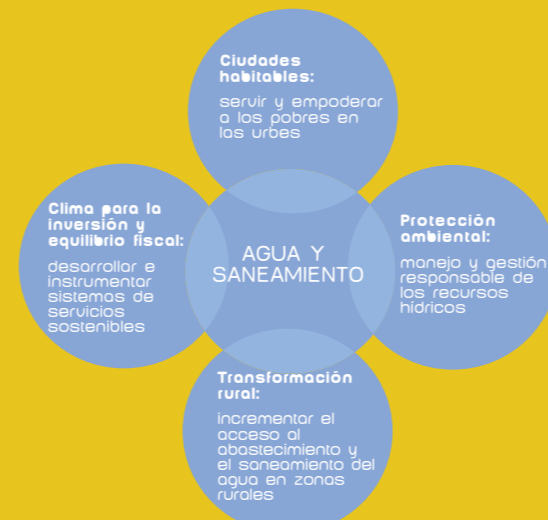 Ciudades
habitables:
servir y empoderar
a los pobres en
las urbes
Clima para la
inversión y
equilibrio fiscal:
desarrollar e
instrumentar
sistemas de
servicios
sostenibles
AGUA Y
SANEAMIENTO
Protección
ambiental:
manejo y gestión
responsable de
los recursos
hídricos
Transformación
rural:
incrementar el
acceso al
abastecimiento y
el saneamiento del
agua en zonas
rurales